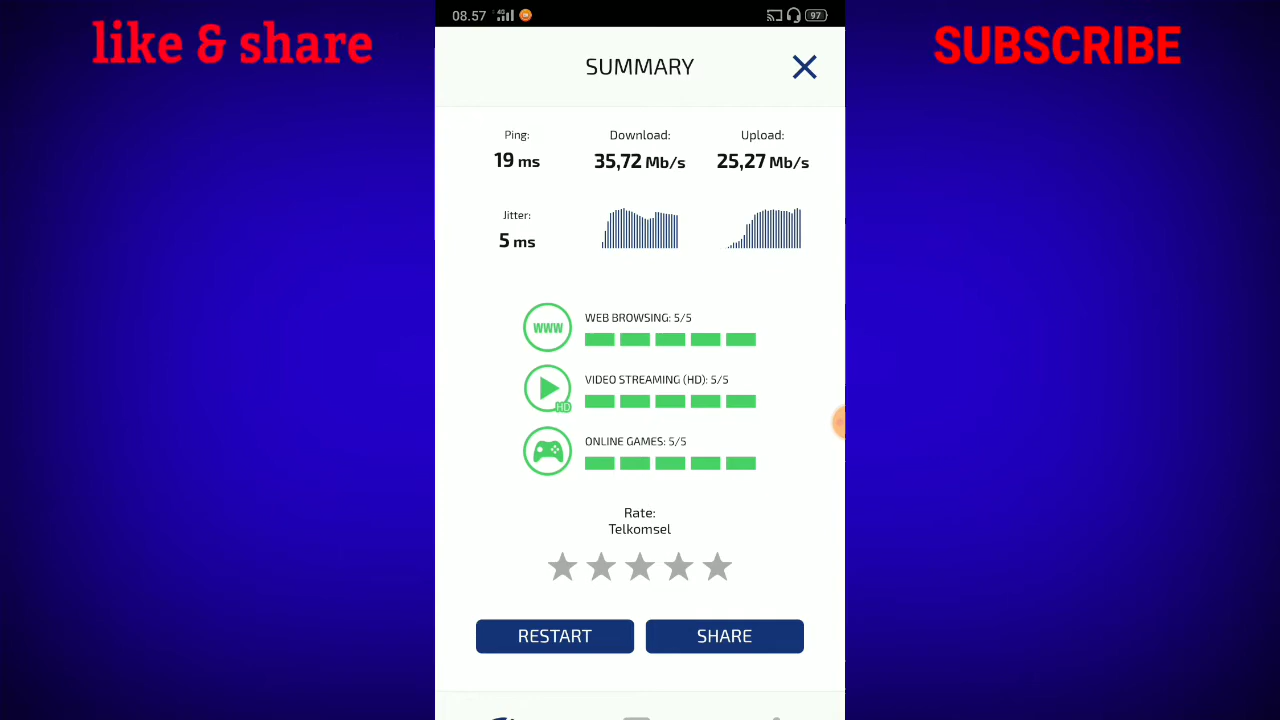 like & share
SUBSCRIBE
08.57 4G 97
SUMMARY
Ping: Download: Upload:
19 ms 35,72 Mb/s 25,27 Mb/s
Jitter:
5 ms
WWW
WEB BROWSING: 5/5
HD
VIDEO STREAMING (HD): 5/5
ONLINE GAMES: 5/5
Rate:
Telkomsel
RESTART SHARE